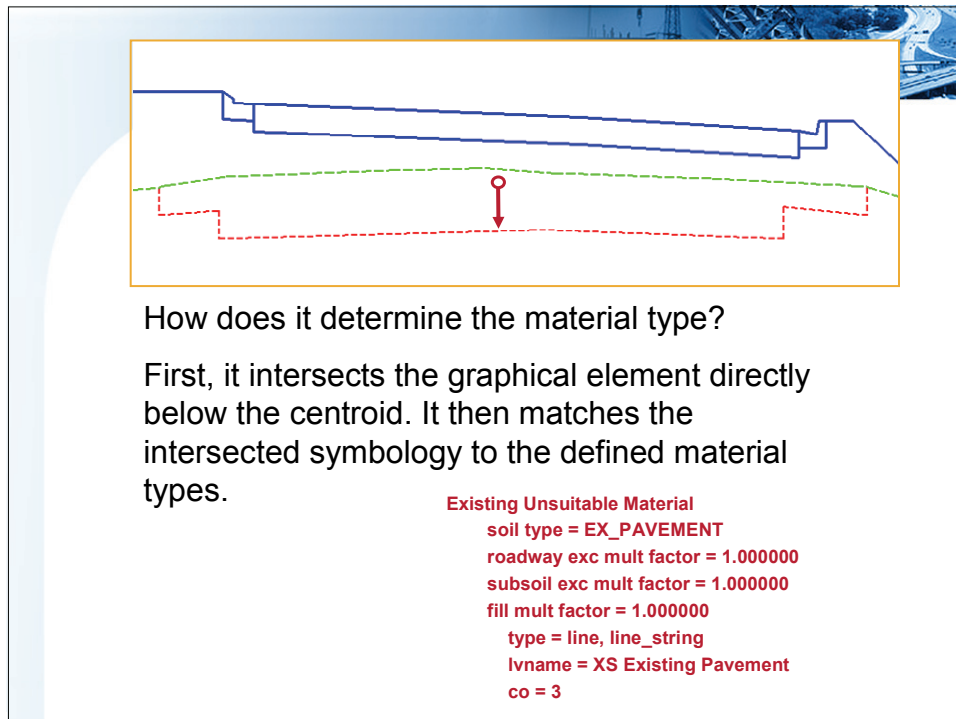 How does it determine the material type?
First, it intersects the graphical element directly
below the centroid. It then matches the
intersected symbology to the defined material
types.
Existing Unsuitable Material
soil type = EX_PAVEMENT
roadway exc mult factor = 1.000000
subsoil exc mult factor = 1.000000
fill mult factor = 1.000000
type = line, line_string
lvname = XS Existing Pavement
co = 3